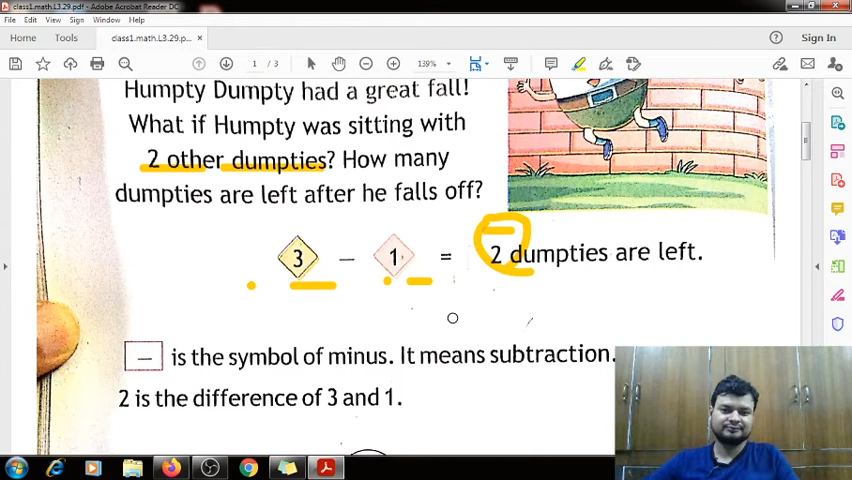 class1.math.L3.29.pdf - Adobe Acrobat Reader DC
File Edit View Sign Window Help
Home Tools class1.math.L3.29.p... × Sign In
1 / 3 139%
Humpty Dumpty had a great fall!
What if Humpty was sitting with
2 other dumpties? How many
dumpties are left after he falls off?
3 – 1 = 2 dumpties are left.
– is the symbol of minus. It means subtraction.
2 is the difference of 3 and 1.